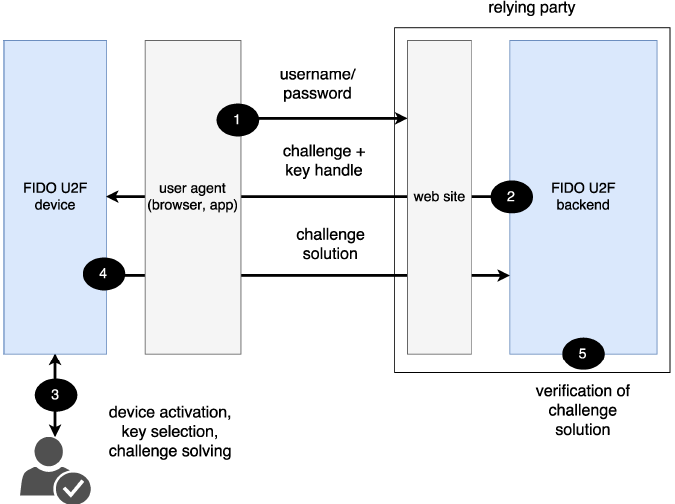 relying party
username/
password
1
challenge +
key handle
FIDO U2F
device
user agent
(browser, app)
web site
2
FIDO U2F
backend
challenge
solution
4
5
3
device activation,
key selection,
challenge solving
verification of
challenge
solution